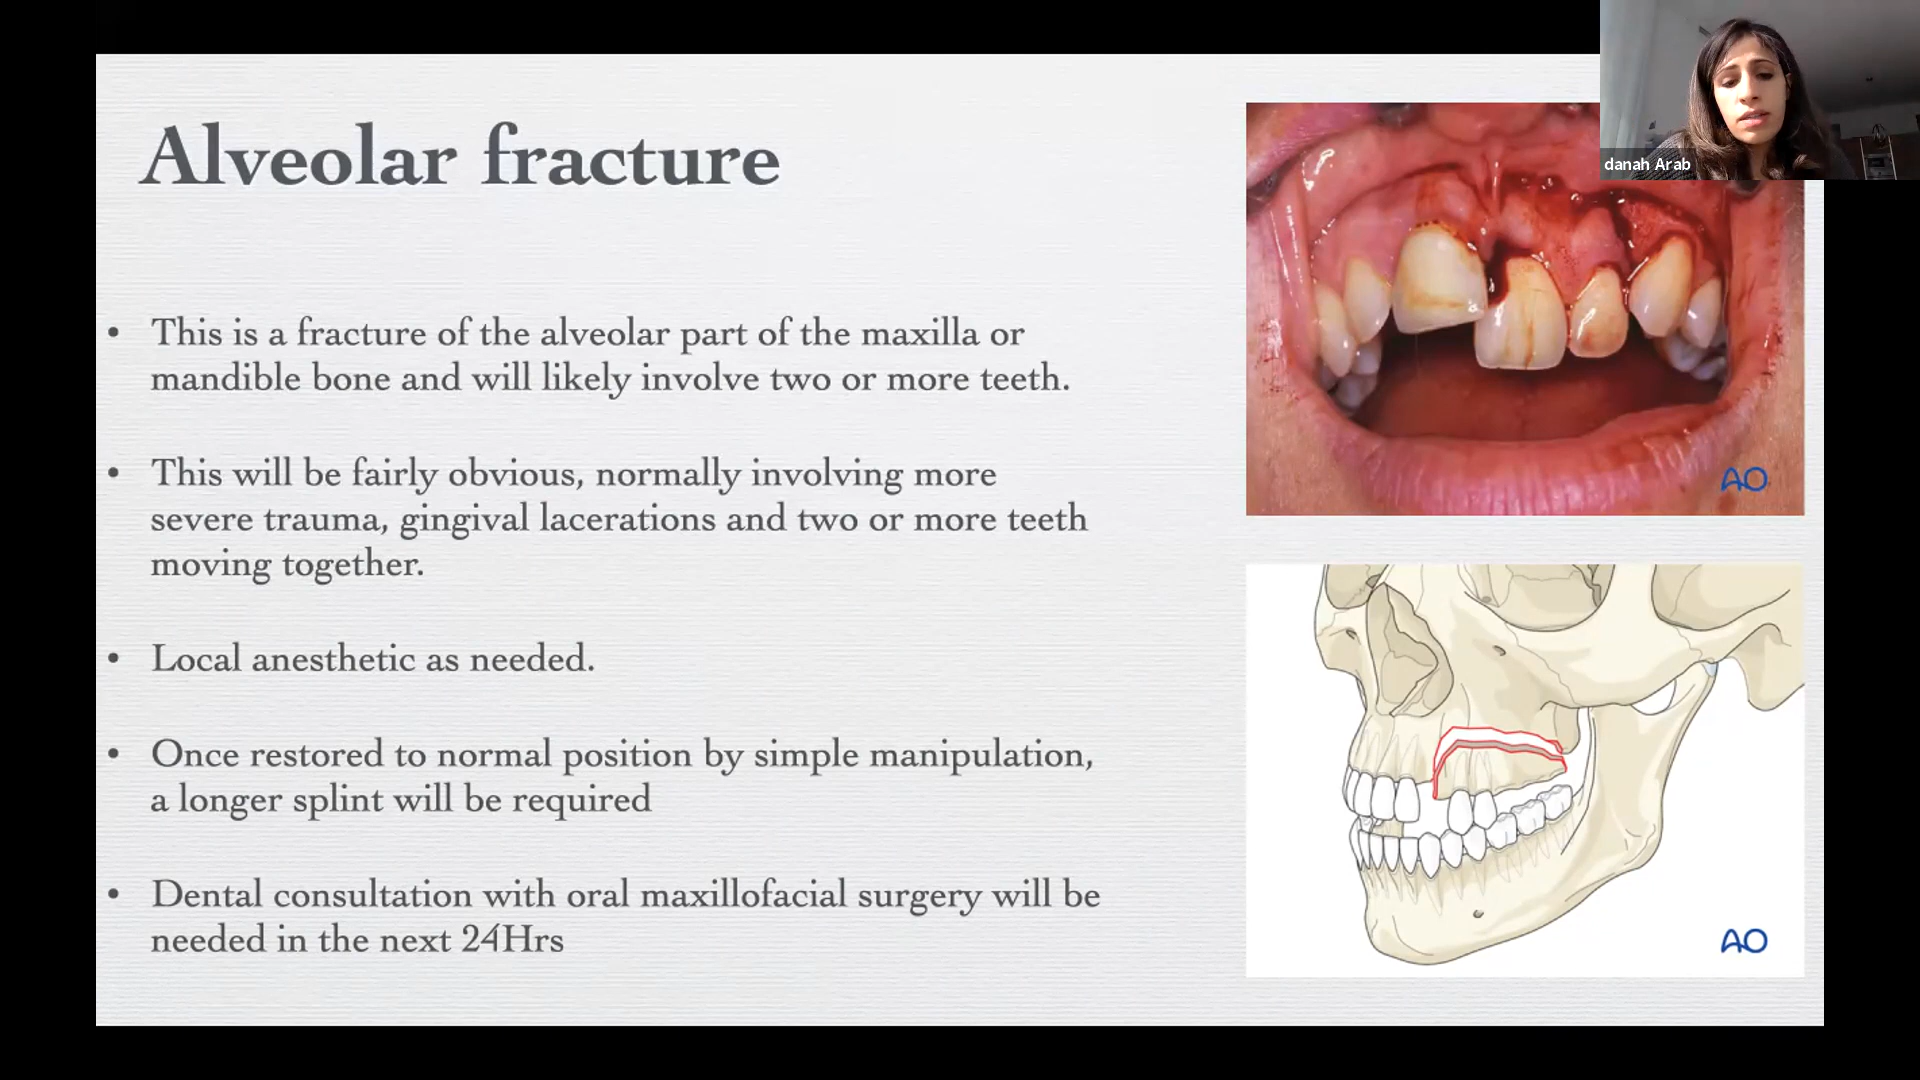 Alveolar fracture
danah Arab
• This is a fracture of the alveolar part of the maxilla or
mandible bone and will likely involve two or more teeth.
• This will be fairly obvious, normally involving more
severe trauma, gingival lacerations and two or more teeth
moving together.
• Local anesthetic as needed.
• Once restored to normal position by simple manipulation,
a longer splint will be required
• Dental consultation with oral maxillofacial surgery will be
needed in the next 24Hrs
AO
AO